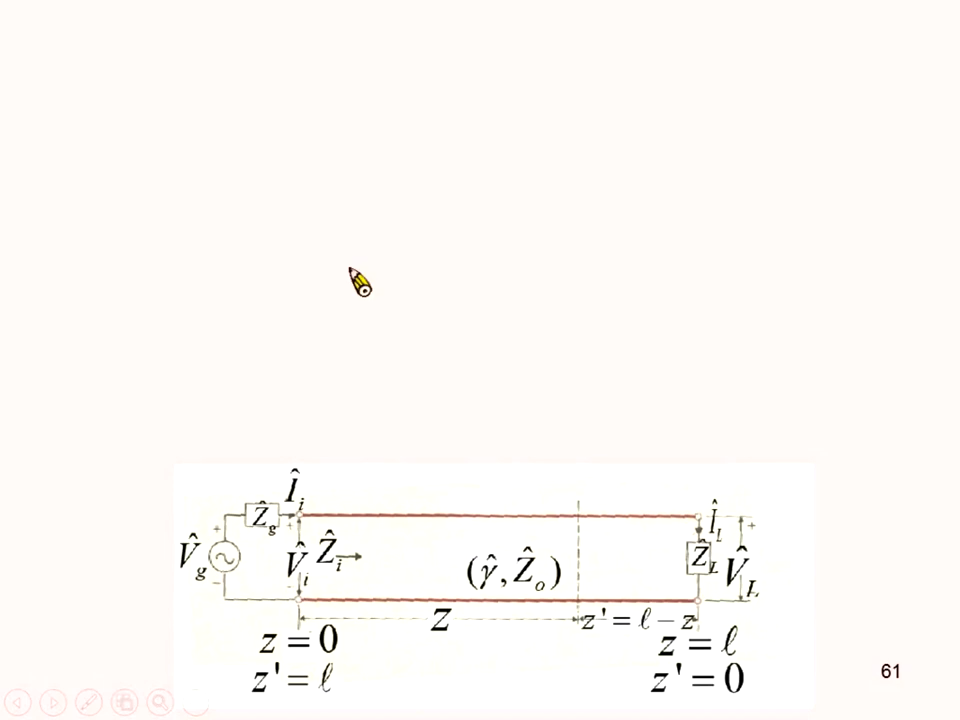 Î_i
Ẑ_g
+
+
Î_L
+
V̂_g
V̂_i
Ẑ_i
(γ̂, Ẑ_o)
Ẑ_L
V̂_L
z
z' = ℓ − z
z = 0
z = ℓ
z' = ℓ
z' = 0
61